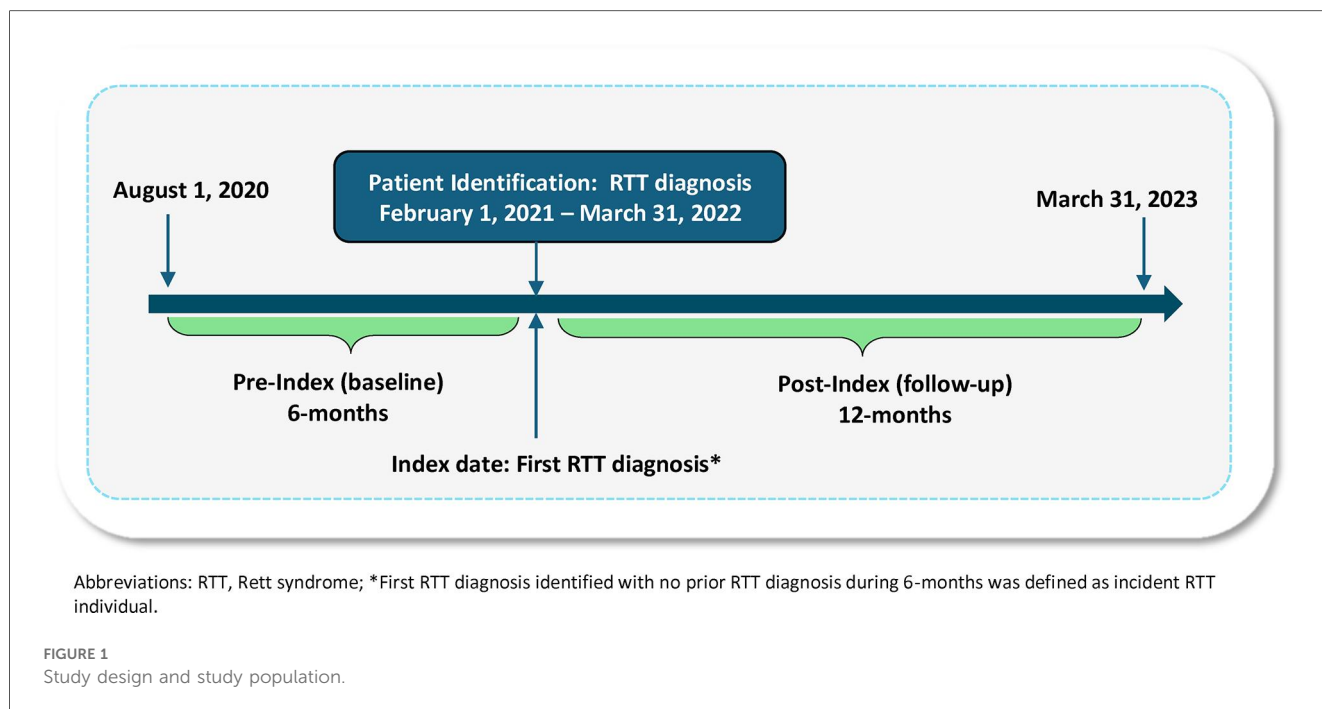 August 1, 2020
Patient Identification:  RTT diagnosis
February 1, 2021 – March 31, 2022
March 31, 2023
Pre-Index (baseline)
6-months
Post-Index (follow-up)
12-months
Index date: First RTT diagnosis*
Abbreviations: RTT, Rett syndrome; *First RTT diagnosis identified with no prior RTT diagnosis during 6-months was defined as incident RTT
individual.
FIGURE 1
Study design and study population.